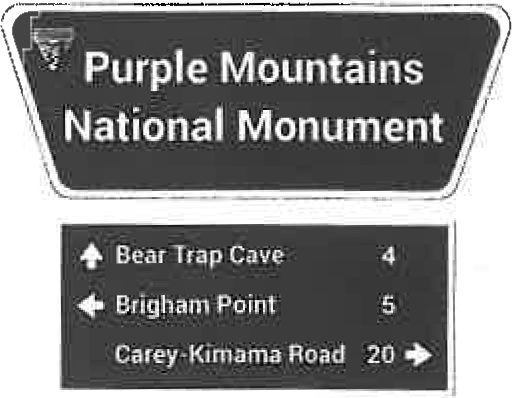 Purple Mountains
National Monument
↑ Bear Trap Cave 4
← Brigham Point 5
Carey-Kimama Road 20 →